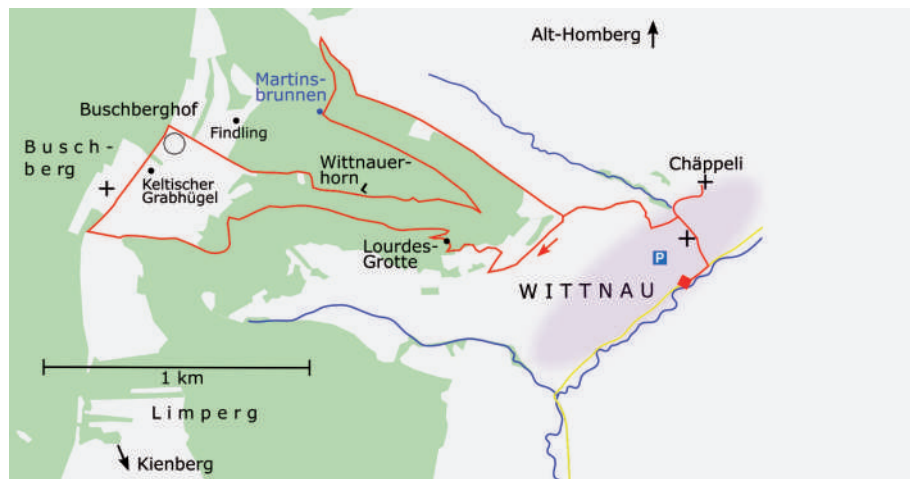 Alt-Homberg
Martins-
brunnen
Buschberghof
Findling
Busch-
berg
Wittnauer-
horn
Chäppeli
Keltischer
Grabhügel
Lourdes-
Grotte
P
WITTNAU
1 km
Limperg
Kienberg